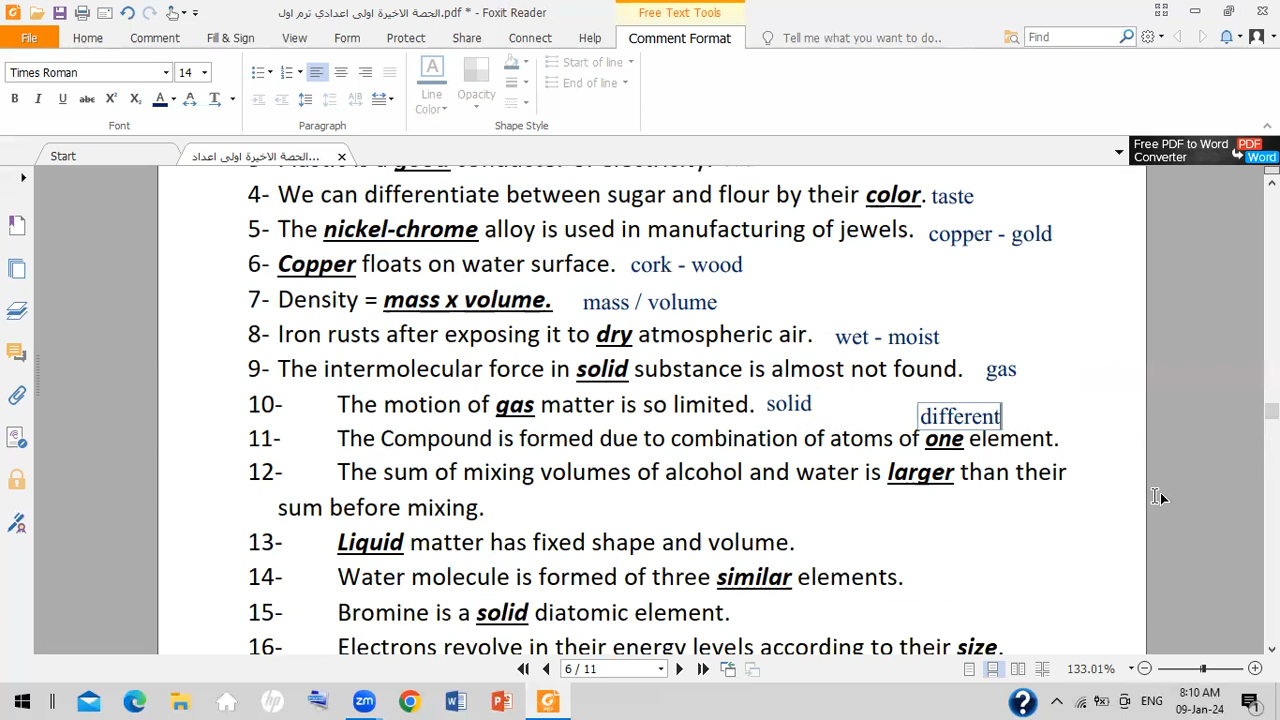 الحصة الاخيرة اولى اعدادي ترم اول.pdf * - Foxit Reader
Free Text Tools
File Home Comment Fill & Sign View Form Protect Share Connect Help Comment Format Tell me what you want to do.. Find
Times Roman 14
Line Color Opacity
Start of line
End of line
Font Paragraph Shape Style
Start
الحصة الاخيرة اولى اعداد...
Free PDF to Word Converter
PDF Word
4- We can differentiate between sugar and flour by their color. taste
5- The nickel-chrome alloy is used in manufacturing of jewels. copper - gold
6- Copper floats on water surface. cork - wood
7- Density = mass x volume. mass / volume
8- Iron rusts after exposing it to dry atmospheric air. wet - moist
9- The intermolecular force in solid substance is almost not found. gas
10- The motion of gas matter is so limited. solid
different
11- The Compound is formed due to combination of atoms of one element.
12- The sum of mixing volumes of alcohol and water is larger than their
sum before mixing.
13- Liquid matter has fixed shape and volume.
14- Water molecule is formed of three similar elements.
15- Bromine is a solid diatomic element.
16- Electrons revolve in their energy levels according to their size.
6 / 11
133.01%
ENG
8:10 AM
09-Jan-24